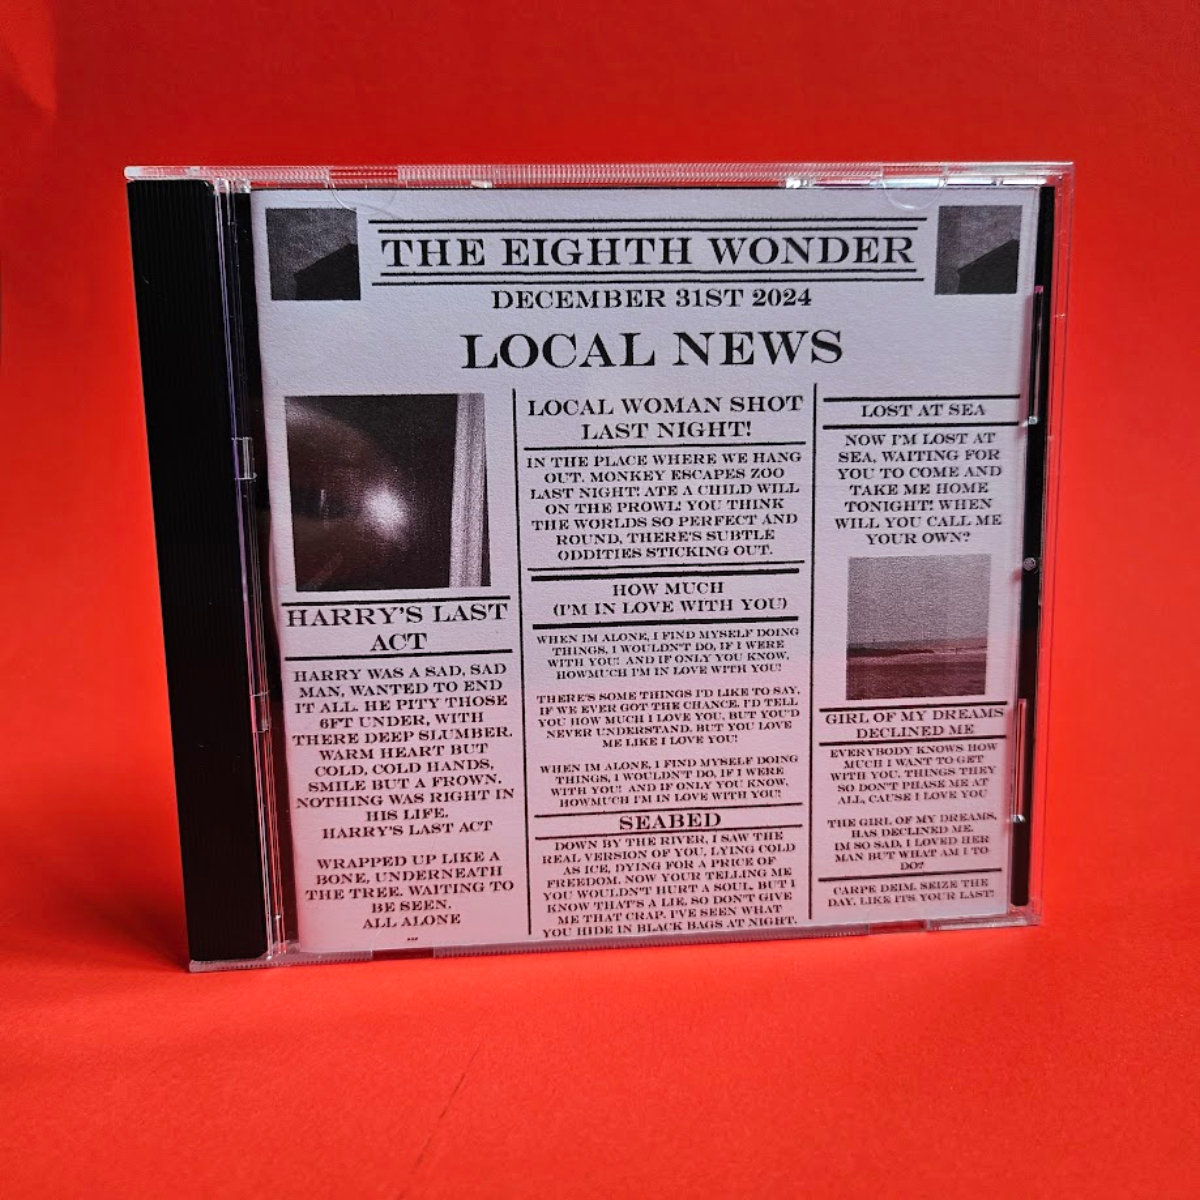 THE EIGHTH WONDER
DECEMBER 31ST 2024
LOCAL NEWS
HARRY'S LAST
ACT
HARRY WAS A SAD, SAD
MAN, WANTED TO END
IT ALL. HE PITY THOSE
6FT UNDER, WITH
THERE DEEP SLUMBER.
WARM HEART BUT
COLD, COLD HANDS,
SMILE BUT A FROWN.
NOTHING WAS RIGHT IN
HIS LIFE.
HARRY'S LAST ACT
WRAPPED UP LIKE A
BONE, UNDERNEATH
THE TREE. WAITING TO
BE SEEN.
ALL ALONE
...
LOCAL WOMAN SHOT
LAST NIGHT!
IN THE PLACE WHERE WE HANG
OUT. MONKEY ESCAPES ZOO
LAST NIGHT! ATE A CHILD WILL
ON THE PROWL! YOU THINK
THE WORLDS SO PERFECT AND
ROUND, THERE'S SUBTLE
ODDITIES STICKING OUT.
HOW MUCH
(I'M IN LOVE WITH YOU)
WHEN IM ALONE, I FIND MYSELF DOING
THINGS, I WOULDN'T DO, IF I WERE
WITH YOU! AND IF ONLY YOU KNOW,
HOWMUCH I'M IN LOVE WITH YOU!
THERE'S SOME THINGS I'D LIKE TO SAY,
IF WE EVER GOT THE CHANCE. I'D TELL
YOU HOW MUCH I LOVE YOU, BUT YOU'D
NEVER UNDERSTAND. BUT YOU LOVE
ME LIKE I LOVE YOU!
WHEN IM ALONE, I FIND MYSELF DOING
THINGS, I WOULDN'T DO, IF I WERE
WITH YOU! AND IF ONLY YOU KNOW,
HOWMUCH I'M IN LOVE WITH YOU!
SEABED
DOWN BY THE RIVER, I SAW THE
REAL VERSION OF YOU, LYING COLD
AS ICE, DYING FOR A PRICE OF
FREEDOM. NOW YOUR TELLING ME
YOU WOULDN'T HURT A SOUL, BUT I
KNOW THAT'S A LIE, SO DON'T GIVE
ME THAT CRAP. I'VE SEEN WHAT
YOU HIDE IN BLACK BAGS AT NIGHT.
LOST AT SEA
NOW I'M LOST AT
SEA, WAITING FOR
YOU TO COME AND
TAKE ME HOME
TONIGHT! WHEN
WILL YOU CALL ME
YOUR OWN?
GIRL OF MY DREAMS
DECLINED ME
EVERYBODY KNOWS HOW
MUCH I WANT TO GET
WITH YOU. THINGS THEY
SO DON'T PHASE ME AT
ALL, CAUSE I LOVE YOU
THE GIRL OF MY DREAMS,
HAS DECLINED ME.
IM SO SAD, I LOVED HER
MAN BUT WHAT AM I TO
DO?
CARPE DEIM, SEIZE THE
DAY, LIKE ITS YOUR LAST!